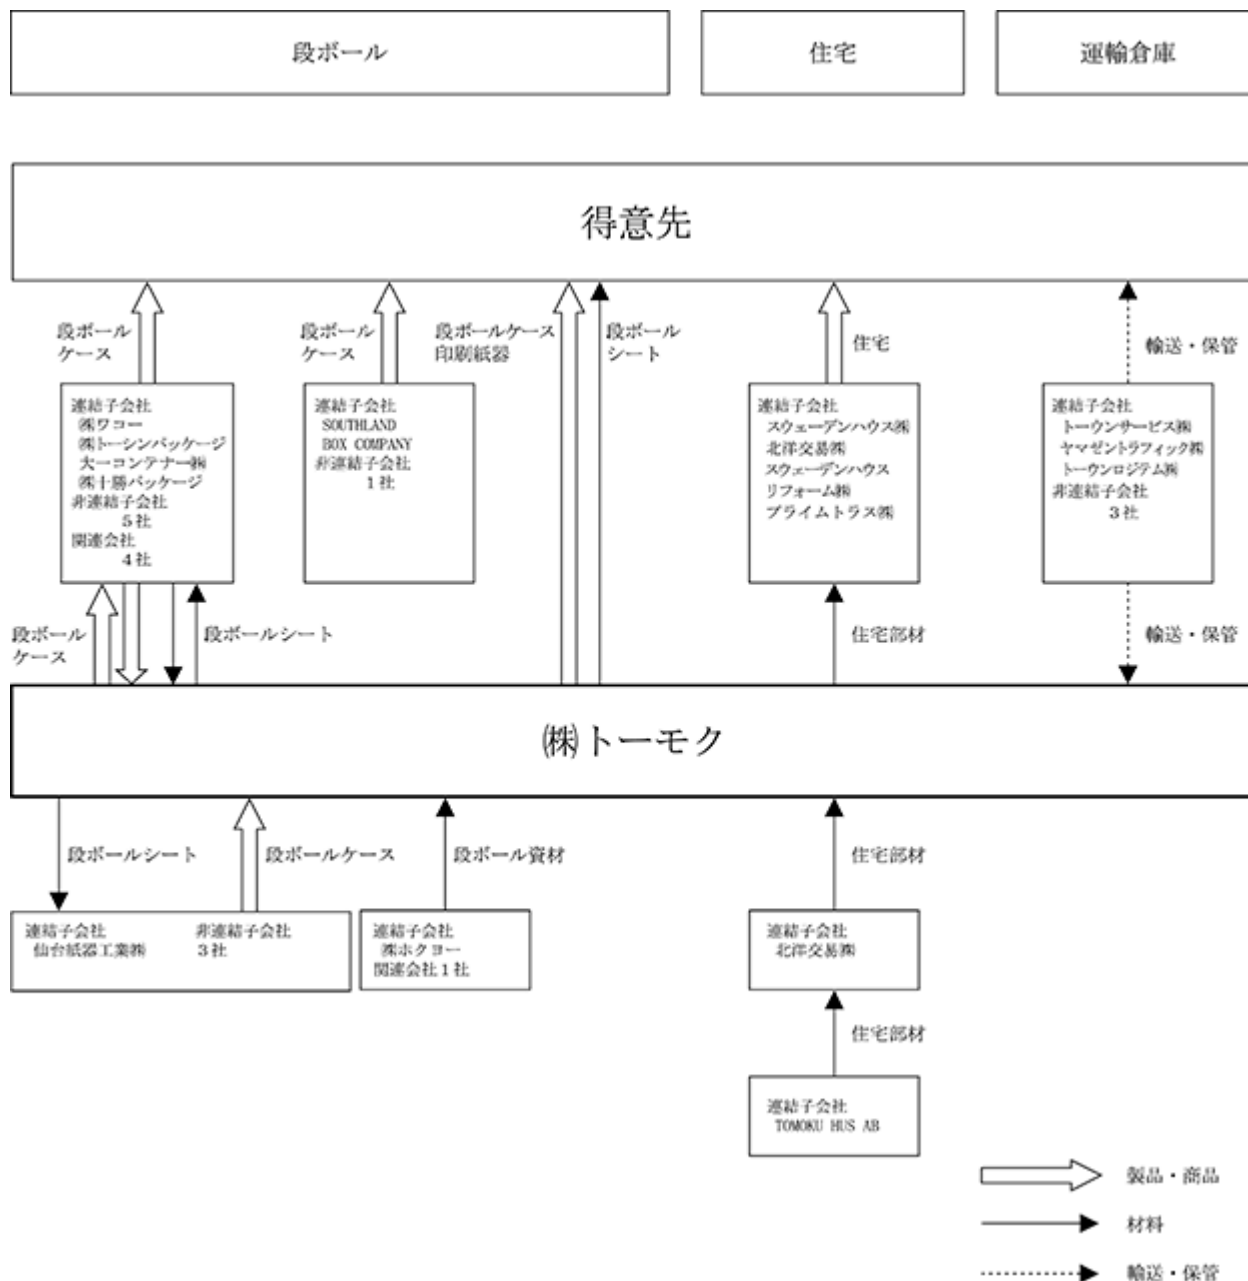 段ボール
住宅
運輸倉庫
得意先
段ボール
ケース
段ボール
ケース
段ボールケース
印刷紙器
段ボール
シート
住宅
輸送・保管
連結子会社
㈱ワコー
㈱トーシンパッケージ
大一コンテナー㈱
㈱十勝パッケージ
非連結子会社
5社
関連会社
4社
連結子会社
SOUTHLAND
BOX COMPANY
非連結子会社
1社
連結子会社
スウェーデンハウス㈱
北洋交易㈱
スウェーデンハウス
リフォーム㈱
プライムトラス㈱
連結子会社
トーウンサービス㈱
ヤマゼントラフィック㈱
トーウンロジテム㈱
非連結子会社
3社
段ボール
ケース
段ボールシート
住宅部材
輸送・保管
㈱トーモク
段ボールシート
段ボールケース
段ボール資材
住宅部材
連結子会社
仙台紙器工業㈱
非連結子会社
3社
連結子会社
㈱ホクヨー
関連会社1社
連結子会社
北洋交易㈱
住宅部材
連結子会社
TOMOKU HUS AB
製品・商品
材料
輸送・保管